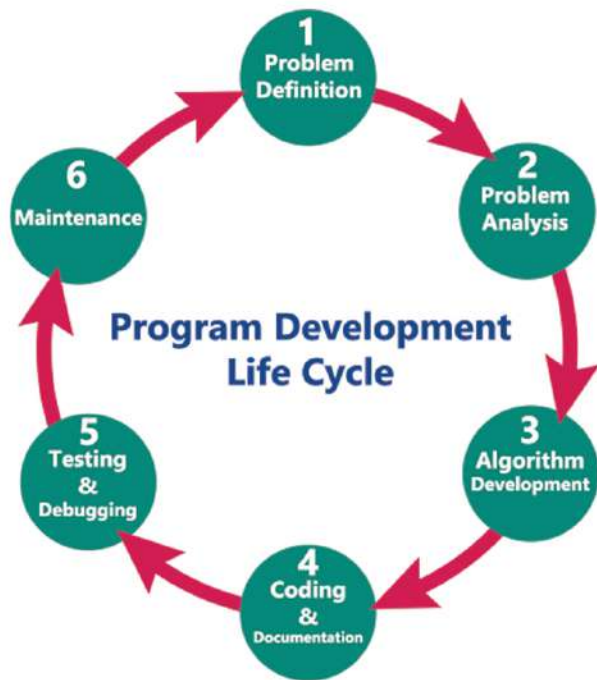 1
Problem
Definition
2
Problem
Analysis
3
Algorithm
Development
4
Coding
&
Documentation
5
Testing
&
Debugging
6
Maintenance
Program Development
Life Cycle